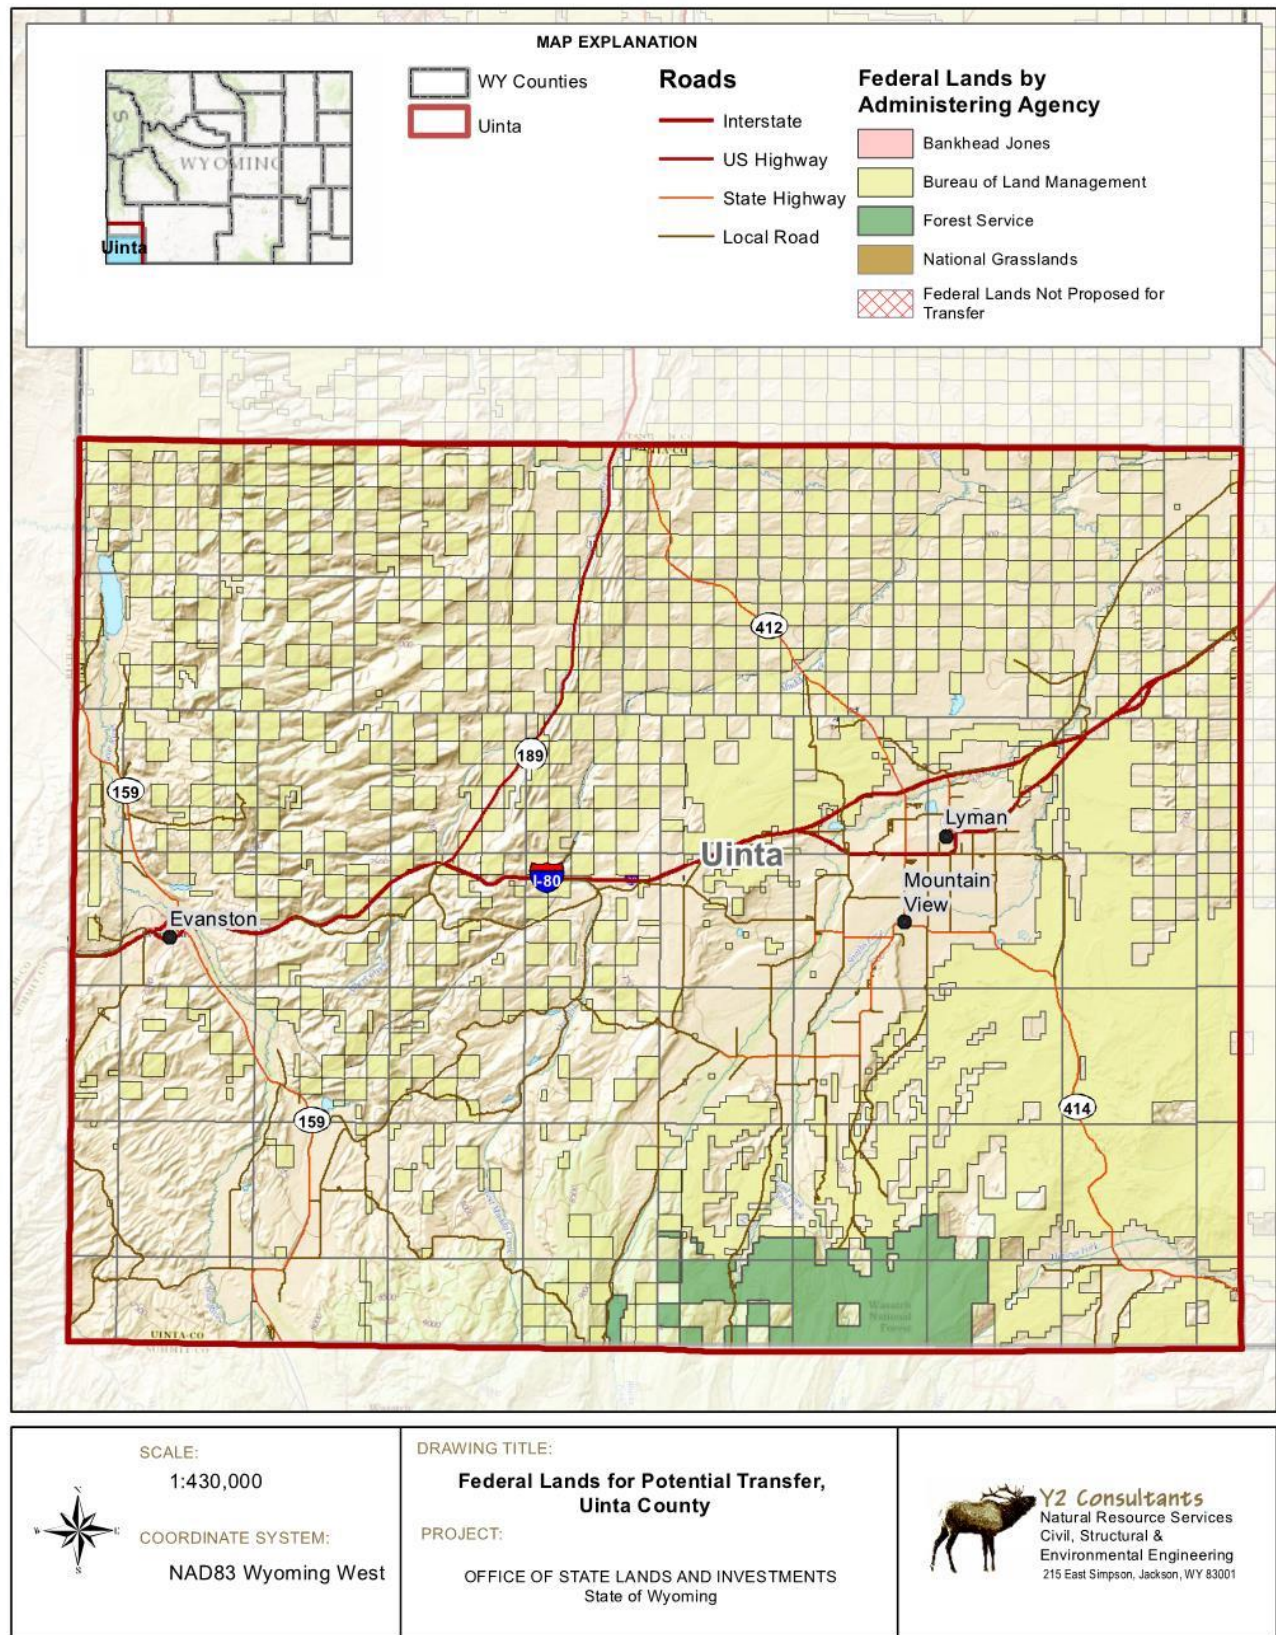 MAP EXPLANATION
S
WYOMING
Uinta
WY Counties
Uinta
Roads
Interstate
US Highway
State Highway
Local Road
Federal Lands by
Administering Agency
Bankhead Jones
Bureau of Land Management
Forest Service
National Grasslands
Federal Lands Not Proposed for
Transfer
412
189
159
Lyman
Uinta
I-80
Mountain
View
Evanston
159
414
Wasatch
National
Forest
UINTA CO
SUMMIT CO
SCALE:
1:430,000
COORDINATE SYSTEM:
NAD83 Wyoming West
N
W
E
S
DRAWING TITLE:
Federal Lands for Potential Transfer,
Uinta County
PROJECT:
OFFICE OF STATE LANDS AND INVESTMENTS
State of Wyoming
Y2 Consultants
Natural Resource Services
Civil, Structural &
Environmental Engineering
215 East Simpson, Jackson, WY 83001